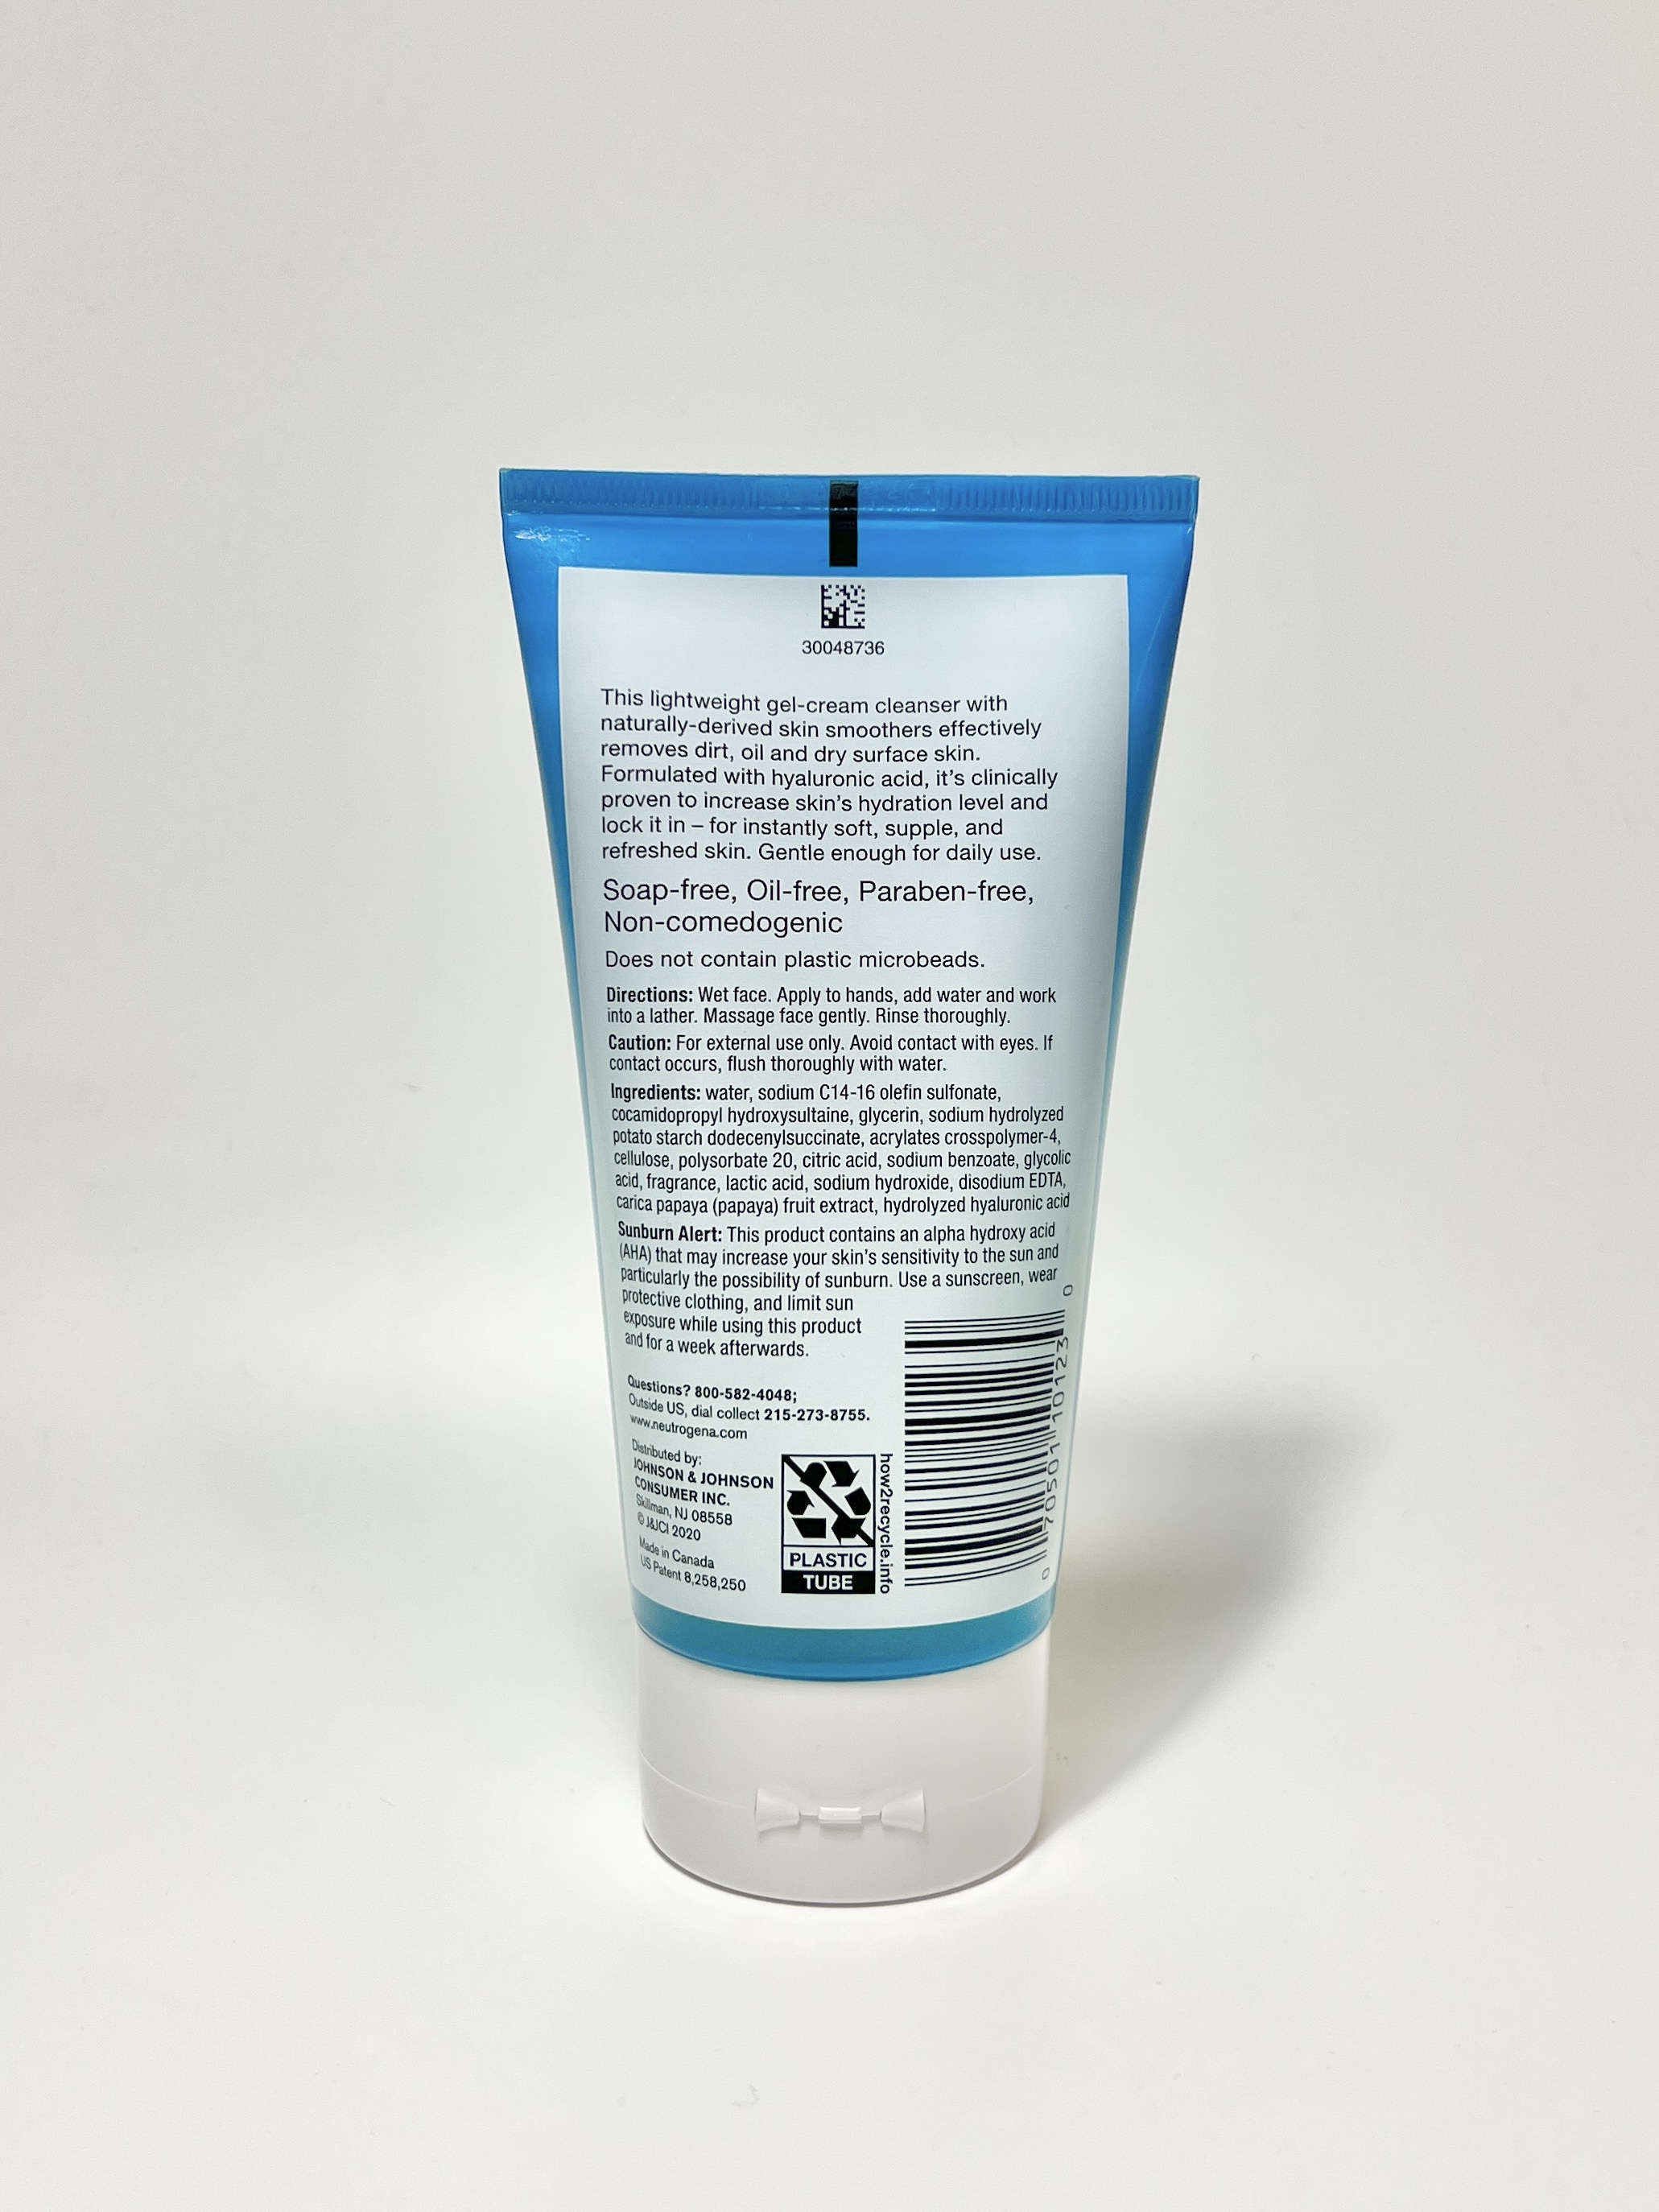 30048736
This lightweight gel-cream cleanser with
naturally-derived skin smoothers effectively
removes dirt, oil and dry surface skin.
Formulated with hyaluronic acid, it's clinically
proven to increase skin's hydration level and
lock it in – for instantly soft, supple, and
refreshed skin. Gentle enough for daily use.
Soap-free, Oil-free, Paraben-free,
Non-comedogenic
Does not contain plastic microbeads.
Directions: Wet face. Apply to hands, add water and work
into a lather. Massage face gently. Rinse thoroughly.
Caution: For external use only. Avoid contact with eyes. If
contact occurs, flush thoroughly with water.
Ingredients: water, sodium C14-16 olefin sulfonate,
cocamidopropyl hydroxysultaine, glycerin, sodium hydrolyzed
potato starch dodecenylsuccinate, acrylates crosspolymer-4,
cellulose, polysorbate 20, citric acid, sodium benzoate, glycolic
acid, fragrance, lactic acid, sodium hydroxide, disodium EDTA,
carica papaya (papaya) fruit extract, hydrolyzed hyaluronic acid
Sunburn Alert: This product contains an alpha hydroxy acid
(AHA) that may increase your skin's sensitivity to the sun and
particularly the possibility of sunburn. Use a sunscreen, wear
protective clothing, and limit sun
exposure while using this product
and for a week afterwards.
Questions? 800-582-4048;
Outside US, dial collect 215-273-8755.
www.neutrogena.com
Distributed by:
JOHNSON & JOHNSON
CONSUMER INC.
Skillman, NJ 08558
© J&JCI 2020
Made in Canada
US Patent 8,258,250
PLASTIC
TUBE
how2recycle.info
0 70501 10123 0